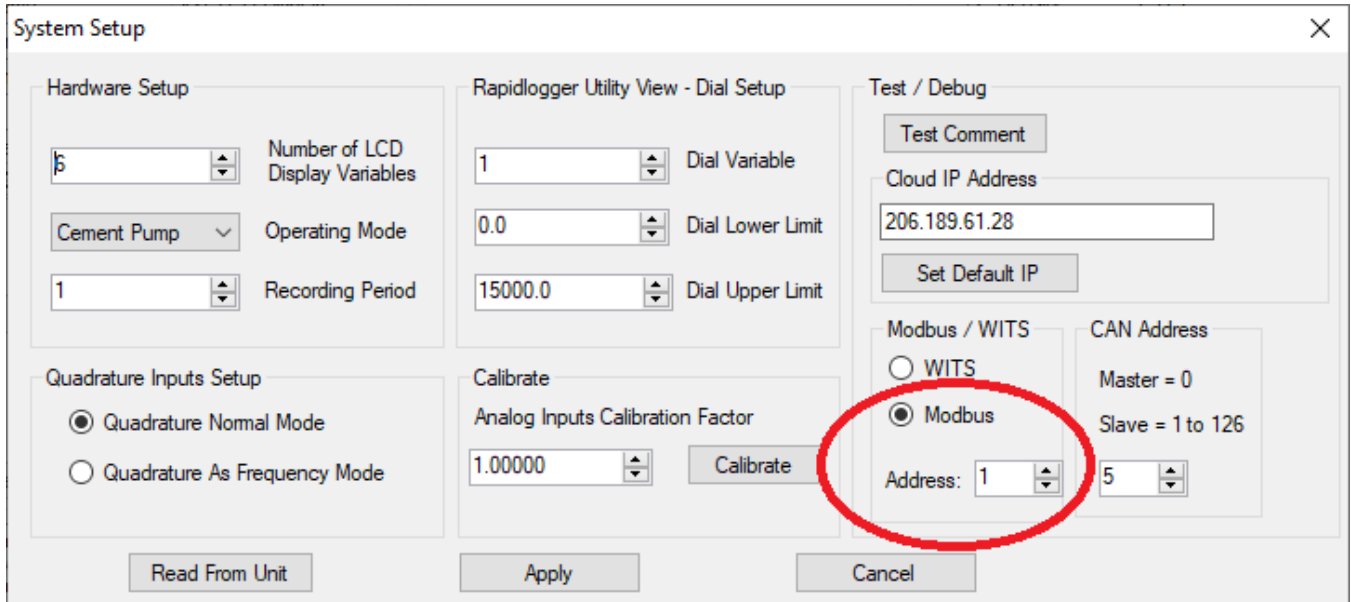 System Setup
Hardware Setup
6
Number of LCD
Display Variables
Cement Pump
Operating Mode
1
Recording Period
Rapidlogger Utility View - Dial Setup
1
Dial Variable
0.0
Dial Lower Limit
15000.0
Dial Upper Limit
Test / Debug
Test Comment
Cloud IP Address
206.189.61.28
Set Default IP
Quadrature Inputs Setup
Quadrature Normal Mode
Quadrature As Frequency Mode
Calibrate
Analog Inputs Calibration Factor
1.00000
Calibrate
Modbus / WITS
WITS
Modbus
Address:
1
CAN Address
Master = 0
Slave = 1 to 126
5
Read From Unit
Apply
Cancel